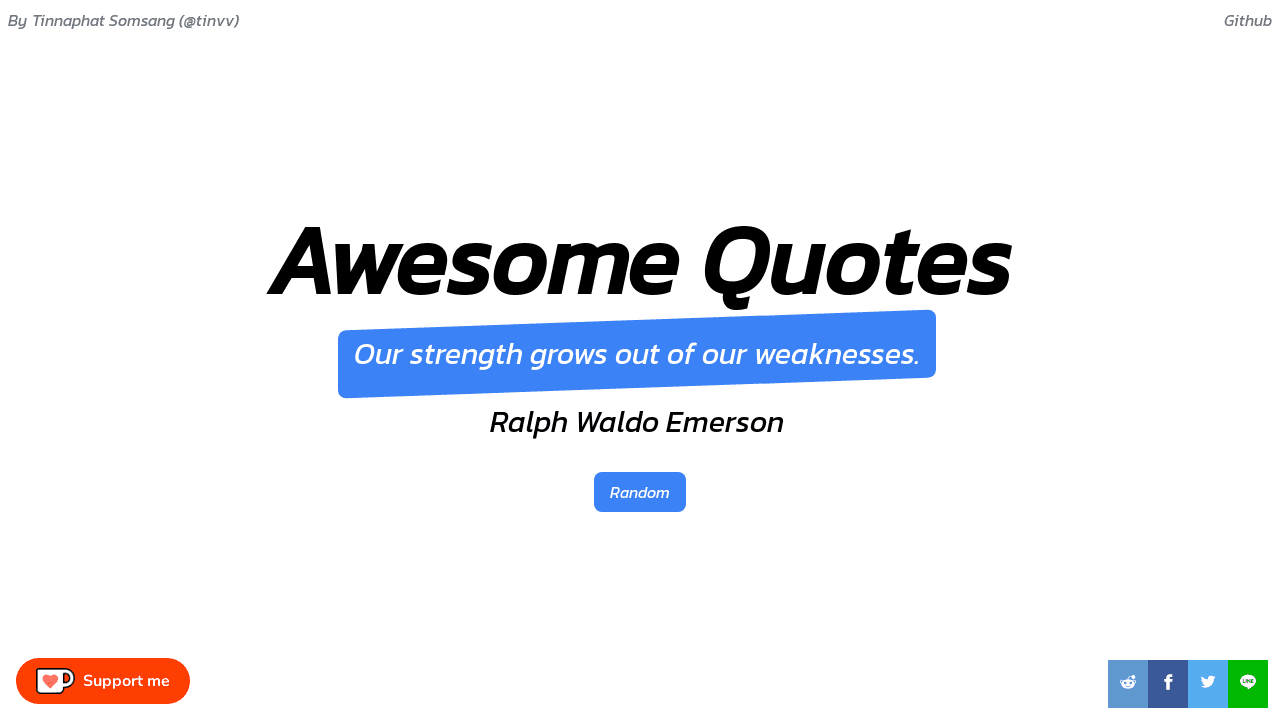 By Tinnaphat Somsang (@tinvv)
Github
Awesome Quotes
Our strength grows out of our weaknesses.
Ralph Waldo Emerson
Random
Support me
LINE